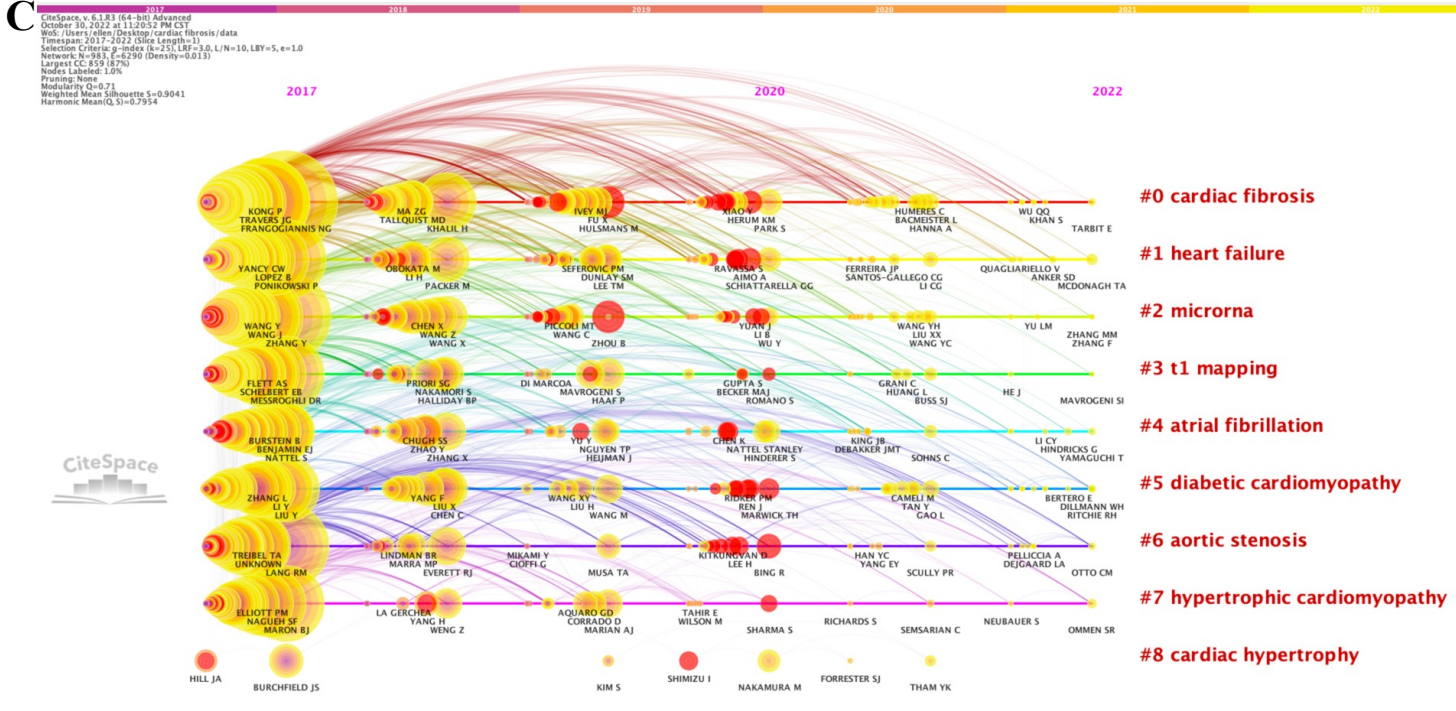 C
2017 2018 2019 2020 2021 2022
CiteSpace, v. 6.1.R3 (64-bit) Advanced
October 30, 2022 at 11:20:52 PM CST
WoS: /Users/ellen/Desktop/cardiac fibrosis/data
Timespan: 2017-2022 (Slice Length=1)
Selection Criteria: g-index (k=25), LRF=3.0, L/N=10, LBY=5, e=1.0
Network: N=983, E=6290 (Density=0.013)
Largest CC: 859 (87%)
Nodes Labeled: 1.0%
Pruning: None
Modularity Q=0.71
Weighted Mean Silhouette S=0.9041
Harmonic Mean(Q, S)=0.7954
2017 2020 2022
#0 cardiac fibrosis
KONG P MA ZG IVEY MJ XIAO Y HUMERES C WU QQ
TRAVERS JG TALLQUIST MD FU X HERUM KM BACMEISTER L KHAN S
FRANGOGIANNIS NG KHALIL H HULSMANS M PARK S HANNA A TARBIT E
#1 heart failure
YANCY CW OBOKATA M SEFEROVIC PM RAVASSA S FERREIRA JP QUAGLIARIELLO V
LOPEZ B LI H DUNLAY SM AIMO A SANTOS-GALLEGO CG ANKER SD
PONIKOWSKI P PACKER M LEE TM SCHIATTARELLA GG LI CG MCDONAGH TA
#2 microrna
WANG Y CHEN X PICCOLI MT YUAN J WANG YH YU LM
WANG J WANG Z WANG C LI B LIU XX ZHANG MM
ZHANG Y WANG X ZHOU B WU Y WANG YC ZHANG F
#3 t1 mapping
FLETT AS PRIORI SG DI MARCOA GUPTA S GRANI C
SCHELBERT EB NAKAMORI S MAVROGENI S BECKER MAJ HUANG L HE J
MESSROGHLI DR HALLIDAY BP HAAF P ROMANO S BUSS SJ MAVROGENI SI
#4 atrial fibrillation
BURSTEIN B CHUGH SS YU Y CHEN K KING JB LI CY
BENJAMIN EJ ZHAO Y NGUYEN TP NATTEL STANLEY DEBAKKER JMT HINDRICKS G
NATTEL S ZHANG X HEIJMAN J HINDERER S SOHNS C YAMAGUCHI T
CiteSpace
#5 diabetic cardiomyopathy
ZHANG L YANG F WANG XY RIDKER PM CAMELI M BERTERO E
LI Y LIU X LIU H REN J TAN Y DILLMANN WH
LIU Y CHEN C WANG M MARWICK TH GAO L RITCHIE RH
#6 aortic stenosis
TREIBEL TA LINDMAN BR MIKAMI Y KITKUNGVAN D HAN YC PELLICCIA A
UNKNOWN MARRA MP CIOFFI G LEE H YANG EY DEJGAARD LA
LANG RM EVERETT RJ MUSA TA BING R SCULLY PR OTTO CM
#7 hypertrophic cardiomyopathy
ELLIOTT PM LA GERCHEA AQUARO GD TAHIR E
NAGUEH SF YANG H CORRADO D WILSON M RICHARDS S NEUBAUER S
MARON BJ WENG Z MARIAN AJ SHARMA S SEMSARIAN C OMMEN SR
#8 cardiac hypertrophy
HILL JA SHIMIZU I FORRESTER SJ
BURCHFIELD JS KIM S NAKAMURA M THAM YK